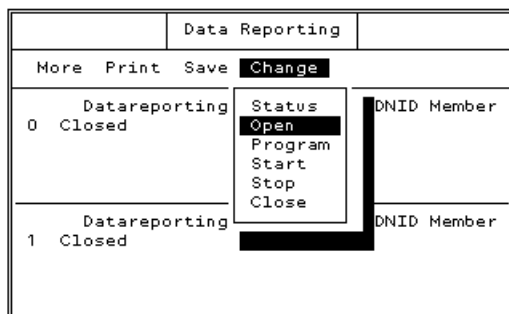 Data Reporting
More Print Save Change
Datareporting
DNID Member
0 Closed
Status
Open
Program
Start
Stop
Close
Datareporting
DNID Member
1 Closed